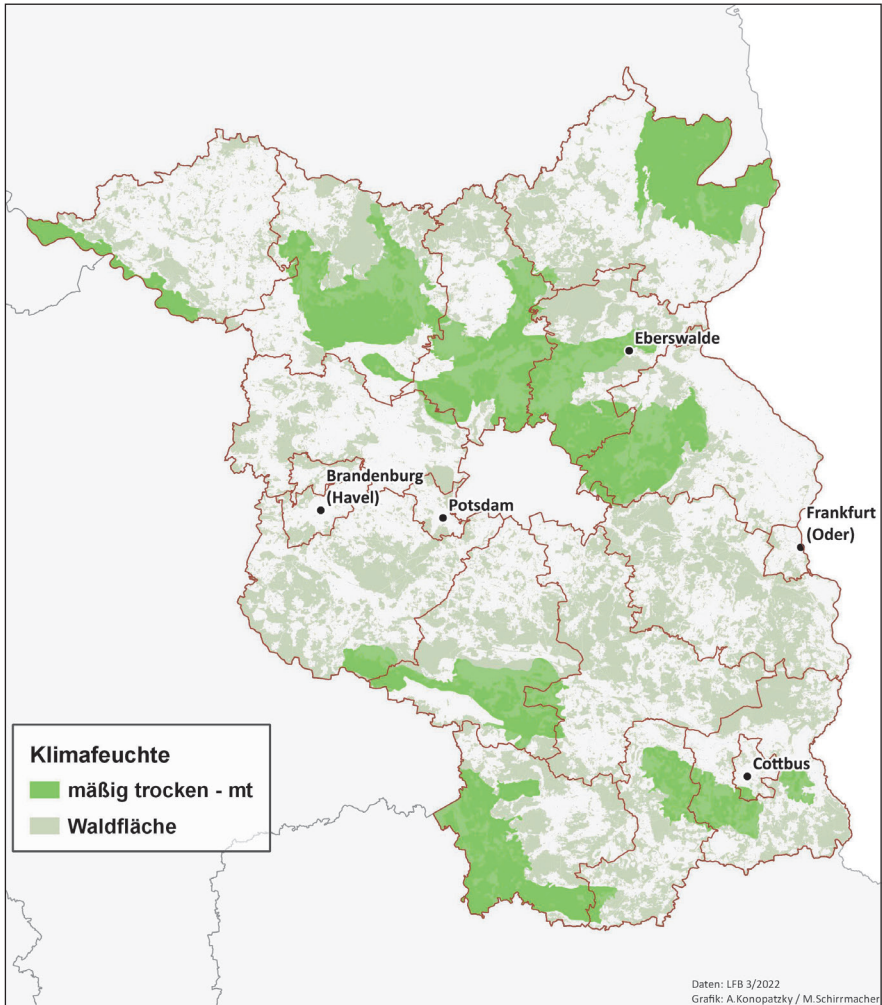 Eberswalde
Brandenburg
(Havel)
Potsdam
Frankfurt
(Oder)
Cottbus
Klimafeuchte
mäßig trocken - mt
Waldfläche
Daten: LFB 3/2022
Grafik: A.Konopatzky / M.Schirrmacher